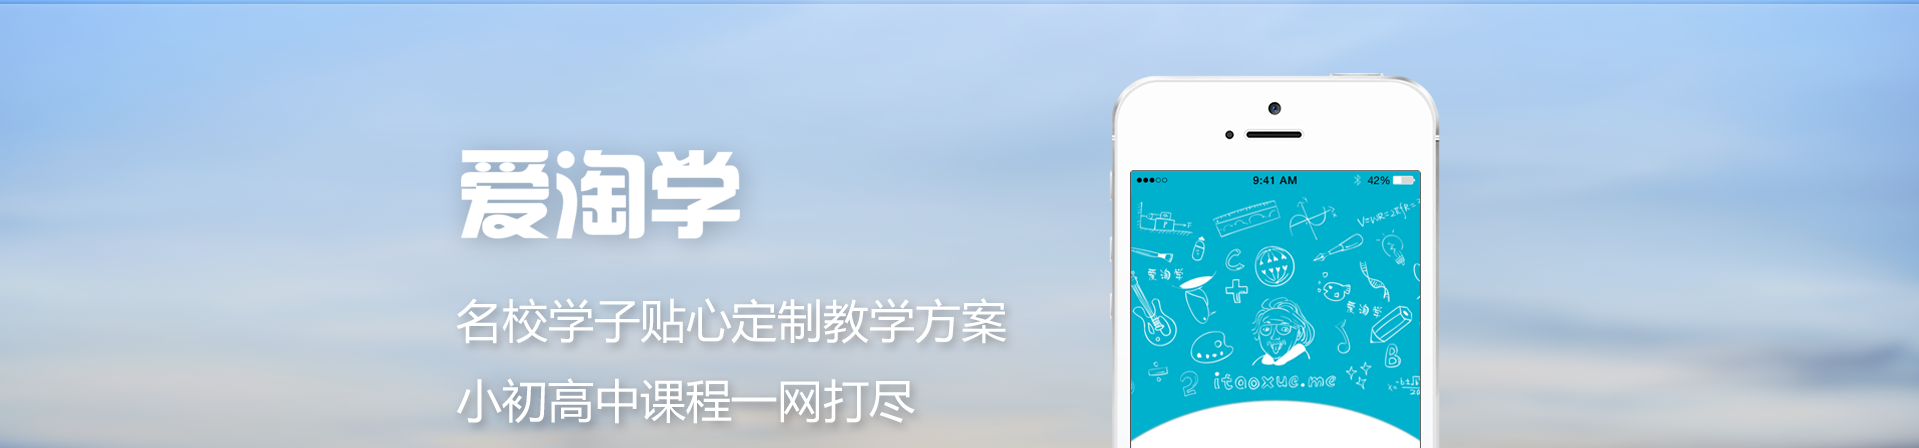 爱淘学
名校学子贴心定制教学方案
小初高中课程一网打尽
9:41 AM
42%
爱淘学
爱淘学
C
B
2
itaoxue.me